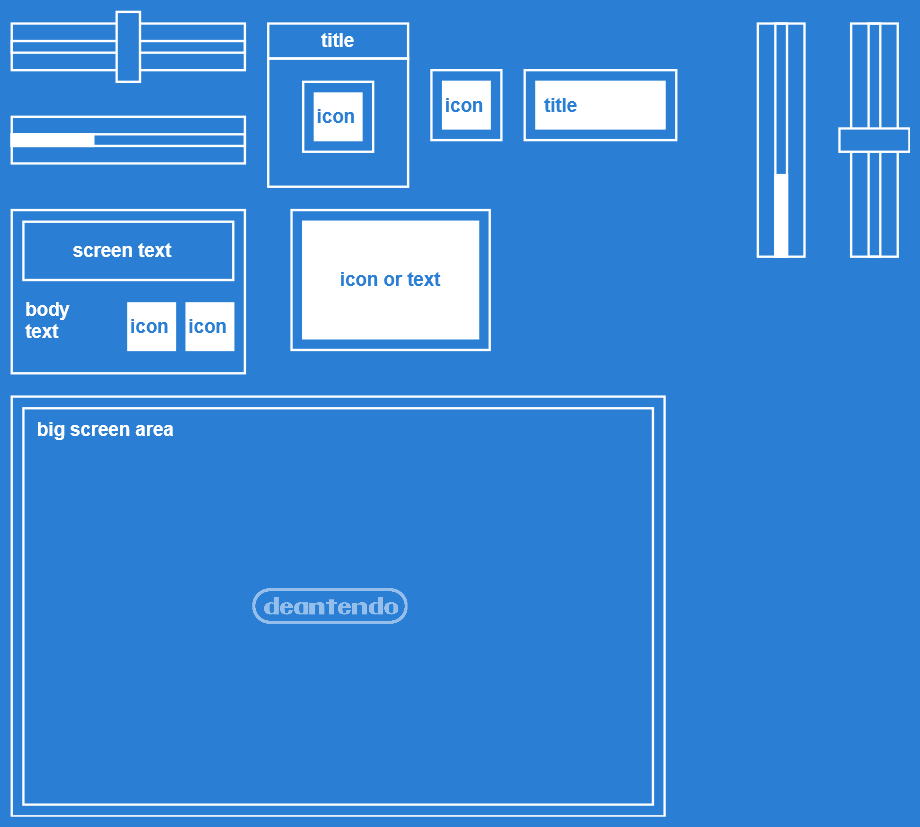 title
icon
icon
title
screen text
body
text
icon
icon
icon or text
big screen area
deantendo